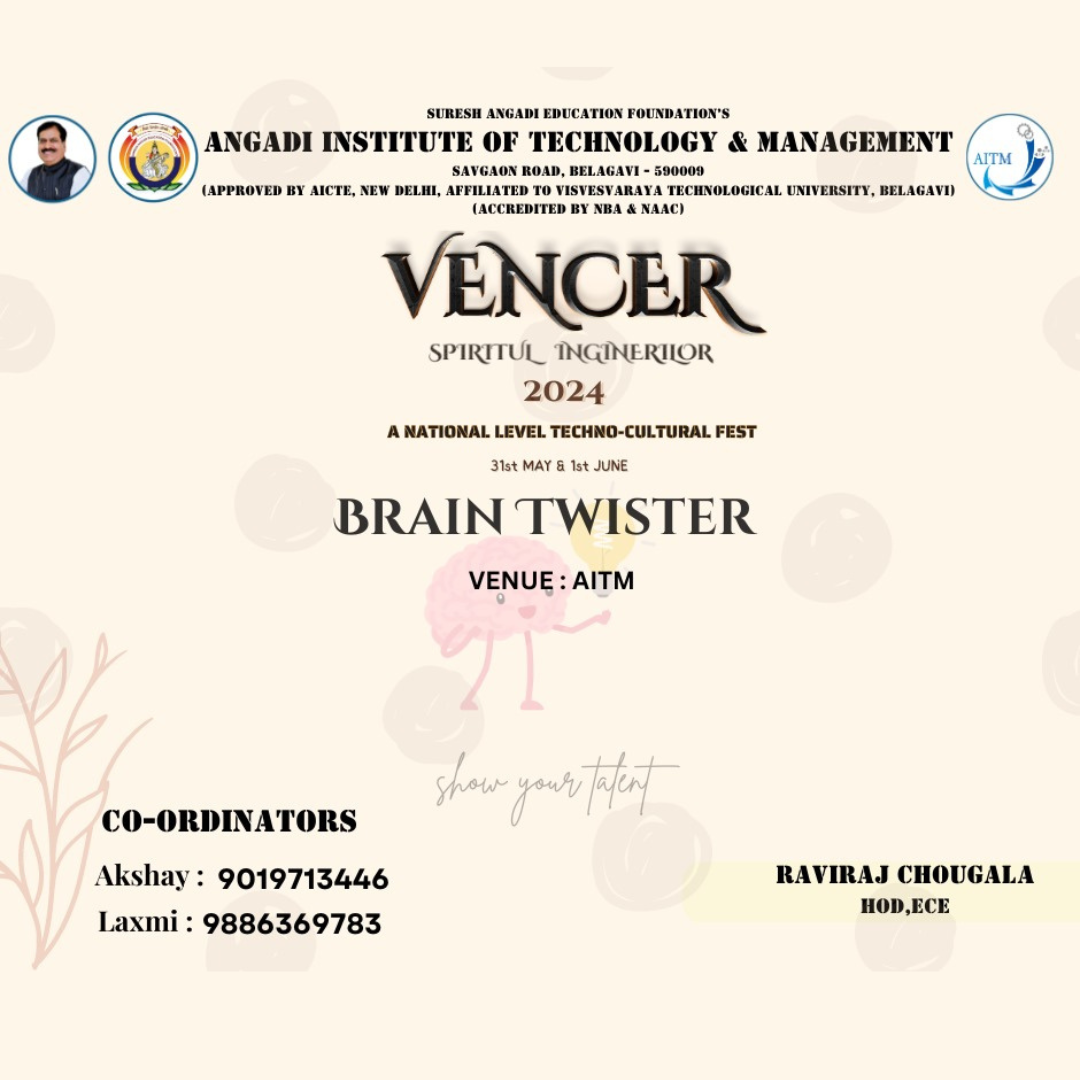 SURESH ANGADI EDUCATION FOUNDATION'S
ANGADI INSTITUTE OF TECHNOLOGY & MANAGEMENT
SAVGAON ROAD, BELAGAVI - 590009
(APPROVED BY AICTE, NEW DELHI, AFFILIATED TO VISVESVARAYA TECHNOLOGICAL UNIVERSITY, BELAGAVI)
(ACCREDITED BY NBA & NAAC)
AITM
VENCER
SPIRITUL INGINERILOR
2024
A NATIONAL LEVEL TECHNO-CULTURAL FEST
31st MAY & 1st JUNE
BRAIN TWISTER
VENUE : AITM
show your talent
CO-ORDINATORS
Akshay : 9019713446
Laxmi : 9886369783
RAVIRAJ CHOUGALA
HOD,ECE